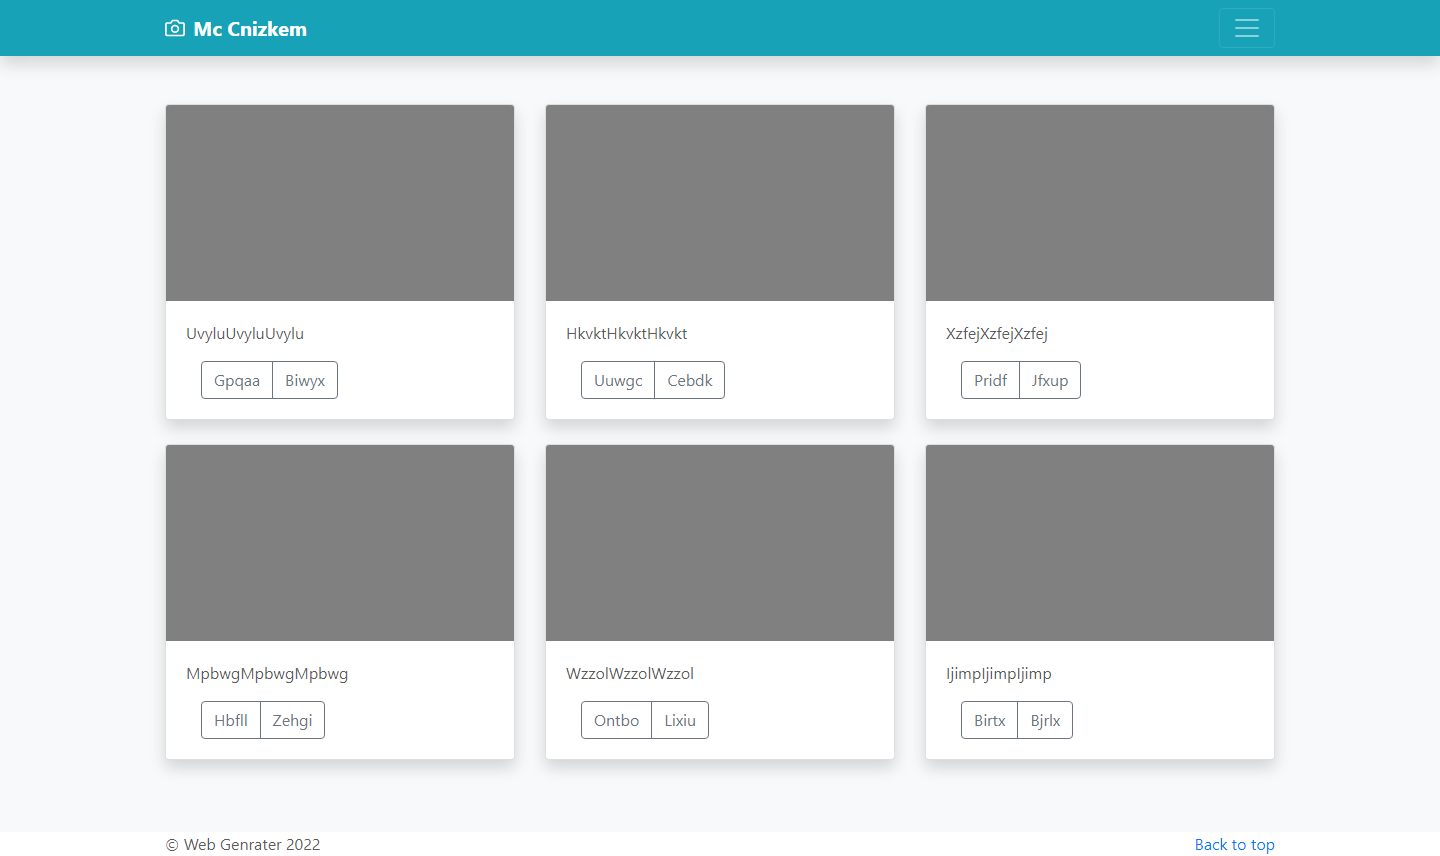 Mc Cnizkem
UvyluUvyluUvylu
Gpqaa Biwyx
HkvktHkvktHkvkt
Uuwgc Cebdk
XzfejXzfejXzfej
Pridf Jfxup
MpbwgMpbwgMpbwg
Hbfll Zehgi
WzzolWzzolWzzol
Ontbo Lixiu
IjimpIjimpIjimp
Birtx Bjrlx
© Web Genrater 2022
Back to top